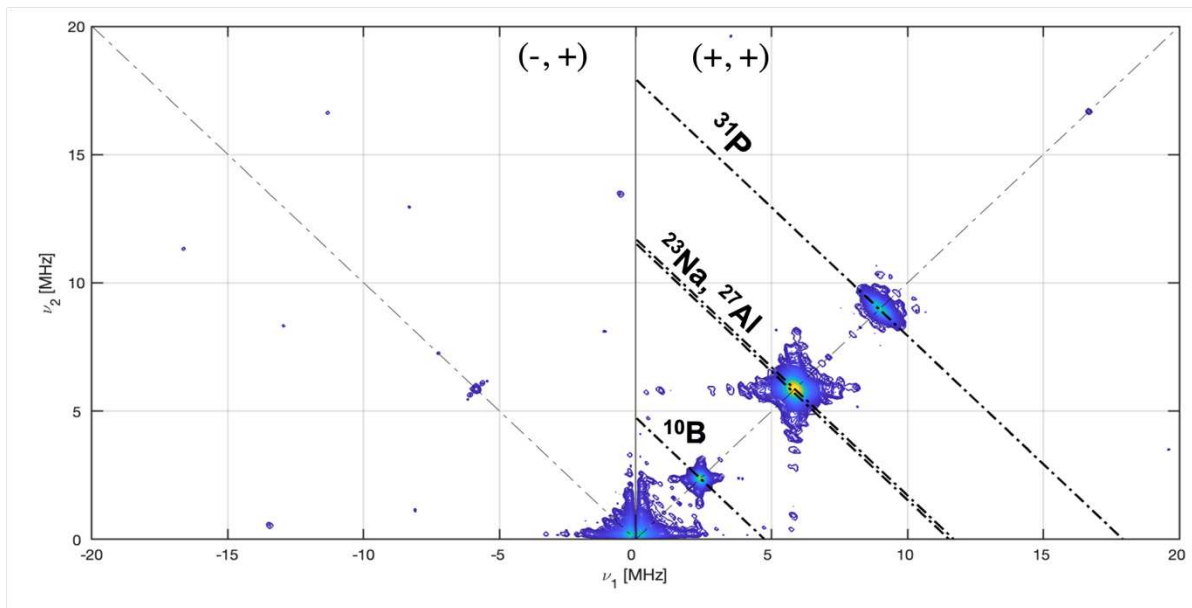 (-, +) (+, +)
³¹P
²³Na, ²⁷Al
¹⁰B
ν₂ [MHz]
20
15
10
5
0
-20 -15 -10 -5 0 5 10 15 20
ν₁ [MHz]